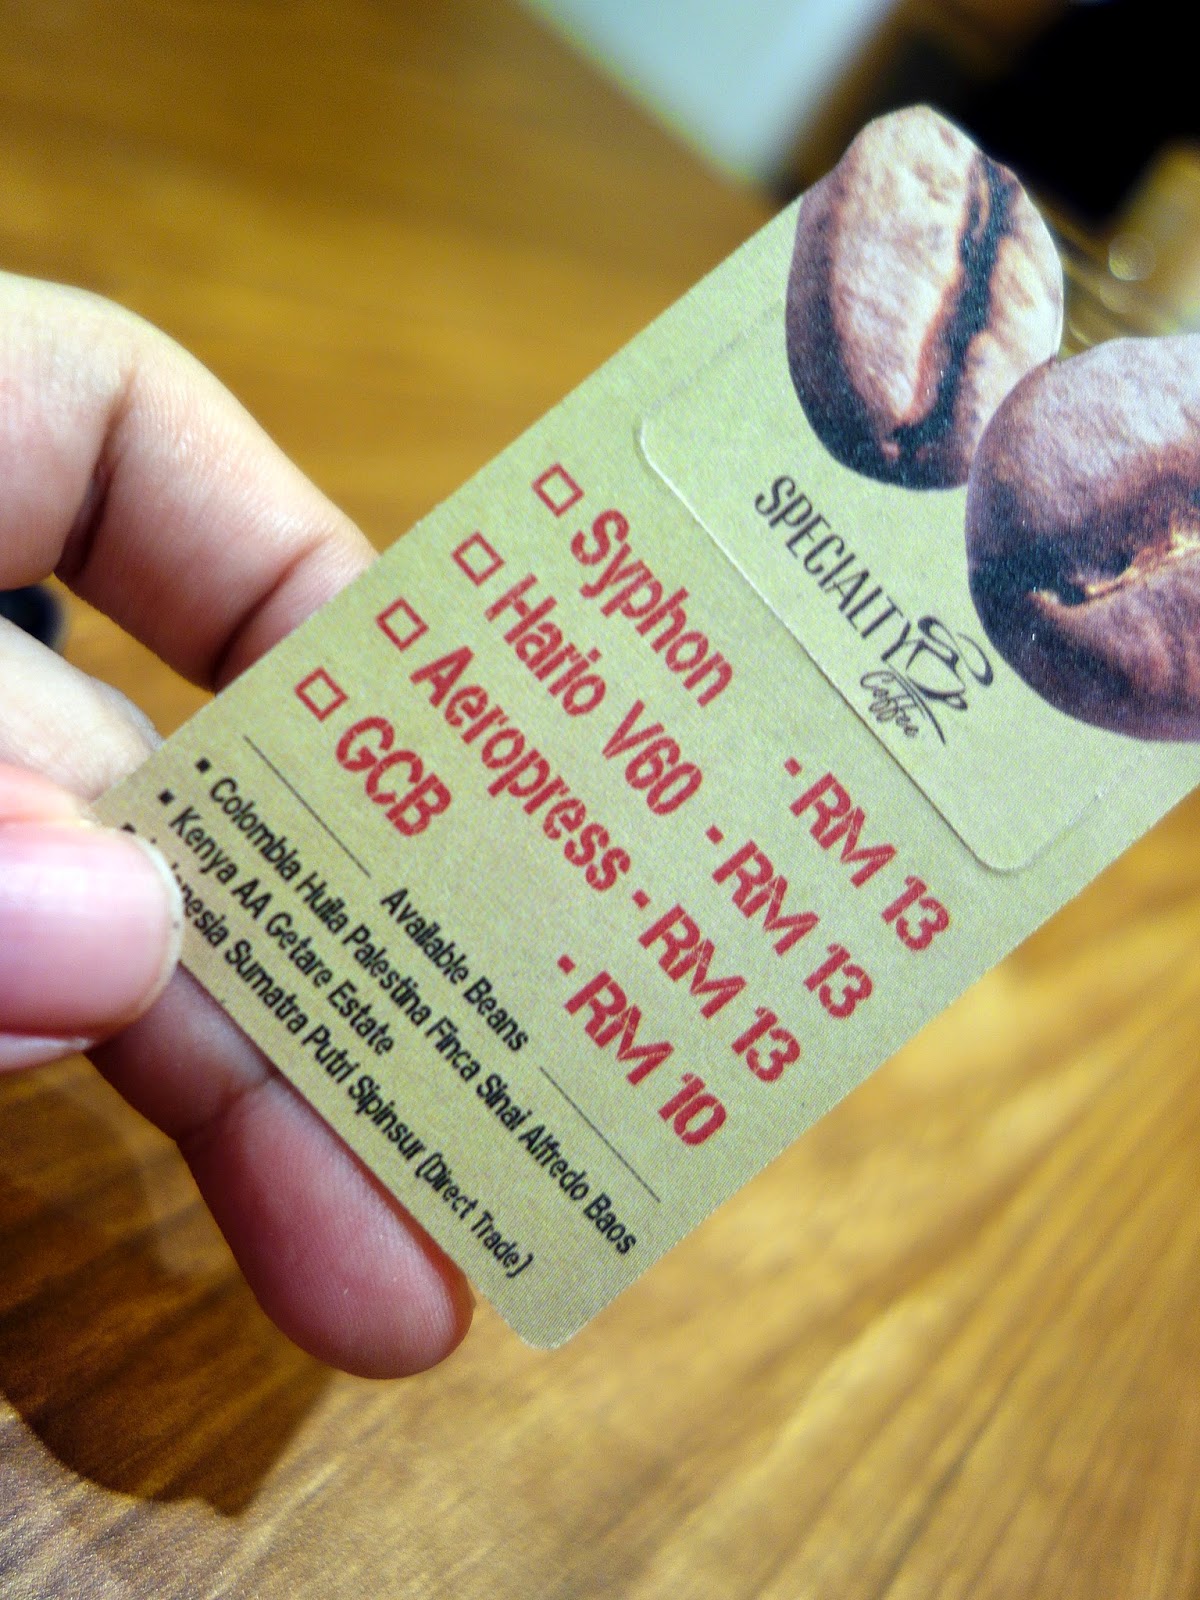 SPECIALTY
Coffee
☐ Syphon - RM 13
☐ Hario V60 - RM 13
☐ Aeropress - RM 13
☐ GCB - RM 10
Available Beans
▪ Colombia Huila Palestina Finca Sinai Alfredo Baos
▪ Kenya AA Getare Estate
Sumatra Putri Sipinsur (Direct Trade)